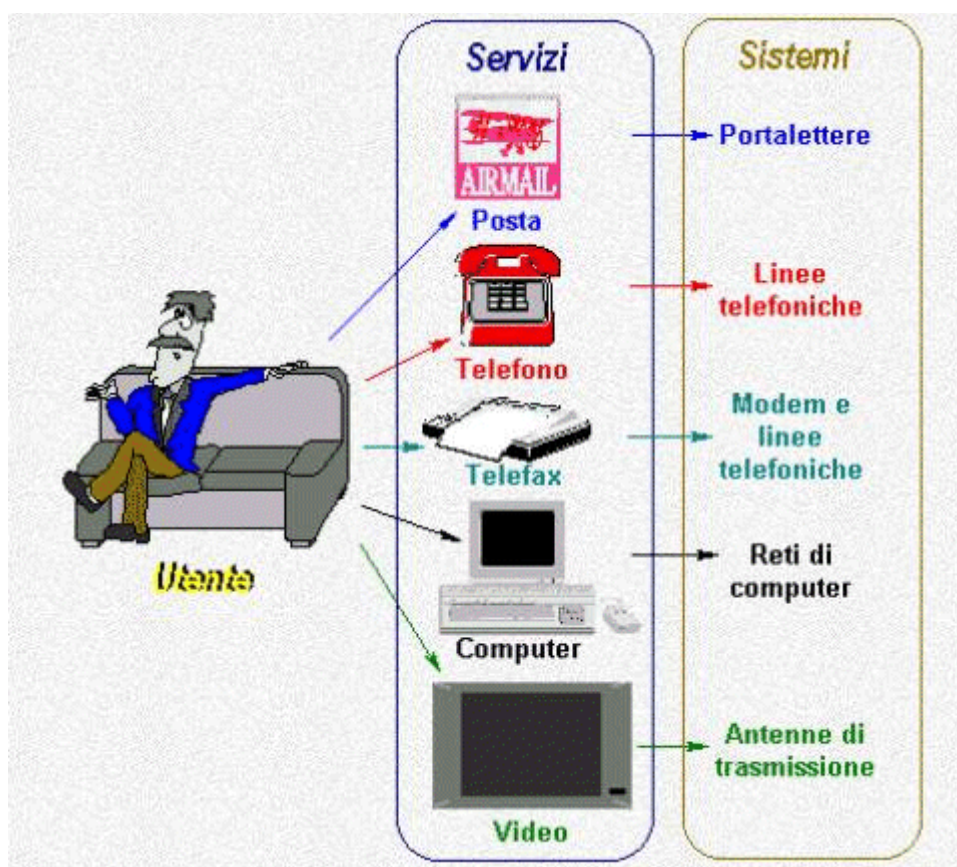 Servizi
Sistemi
AIRMAIL
Posta
Portalettere
Telefono
Linee
telefoniche
Telefax
Modem e
linee
telefoniche
Utente
Computer
Reti di
computer
Video
Antenne di
trasmissione